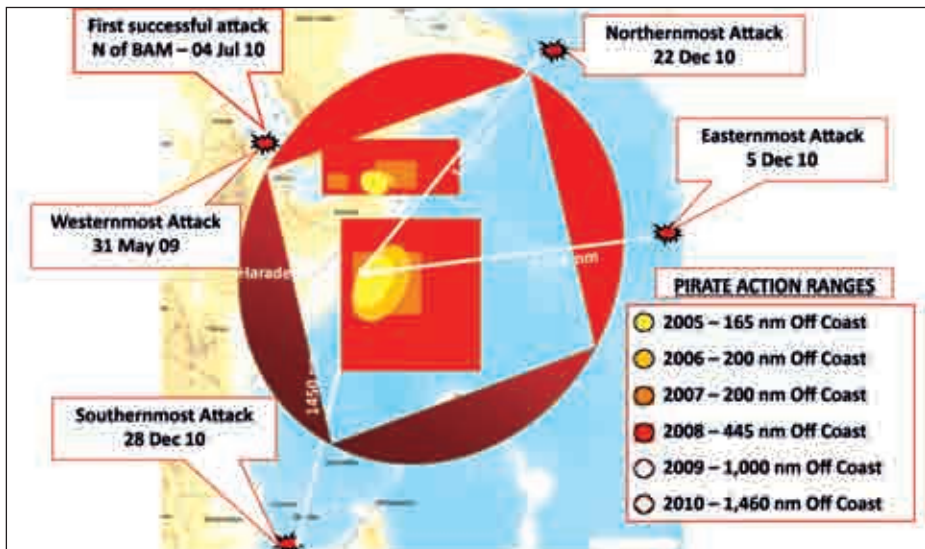 First successful attack
N of BAM – 04 Jul 10
Northernmost Attack
22 Dec 10
Easternmost Attack
5 Dec 10
Westernmost Attack
31 May 09
Harade
nm
PIRATE ACTION RANGES
2005 – 165 nm Off Coast
2006 – 200 nm Off Coast
2007 – 200 nm Off Coast
2008 – 445 nm Off Coast
2009 – 1,000 nm Off Coast
2010 – 1,460 nm Off Coast
1450
Southernmost Attack
28 Dec 10